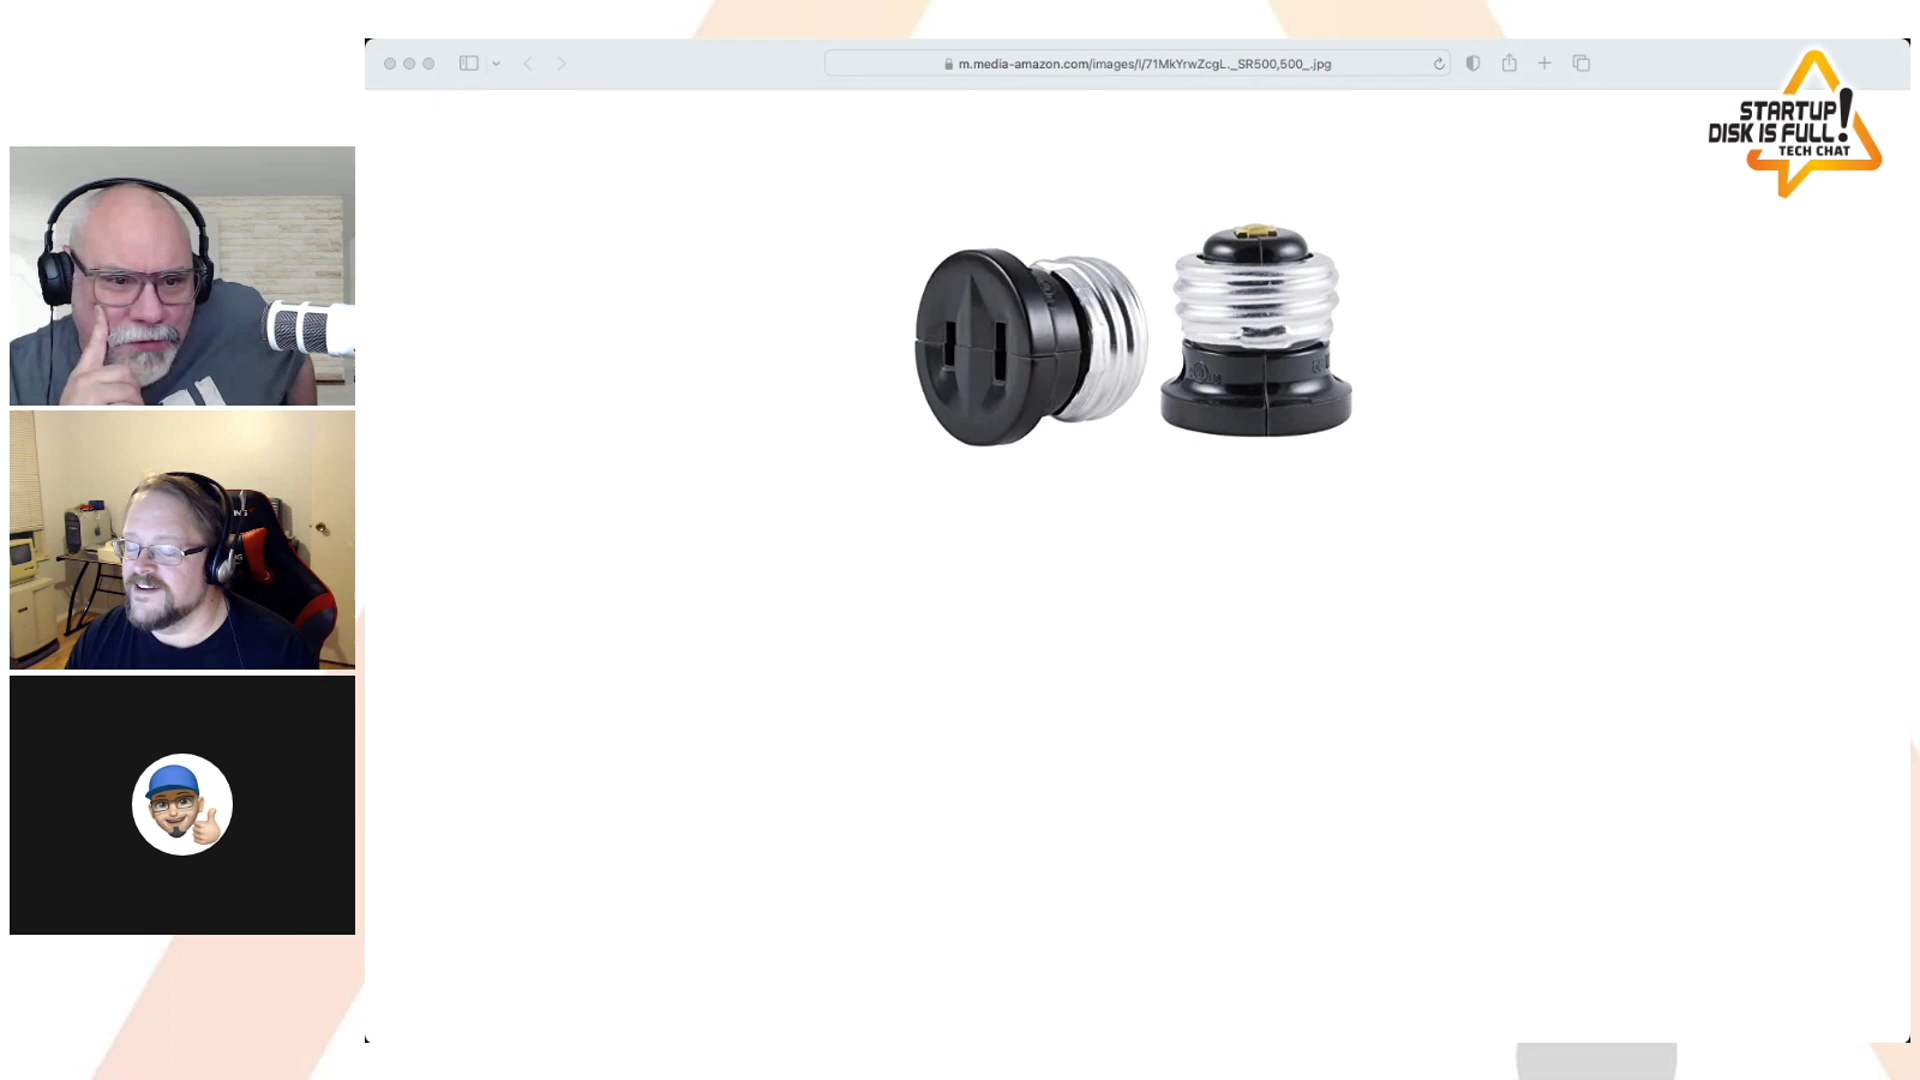 m.media-amazon.com/images/I/71MkYrwZcgL._SR500,500_.jpg
STARTUP!
DISK IS FULL!
TECH CHAT